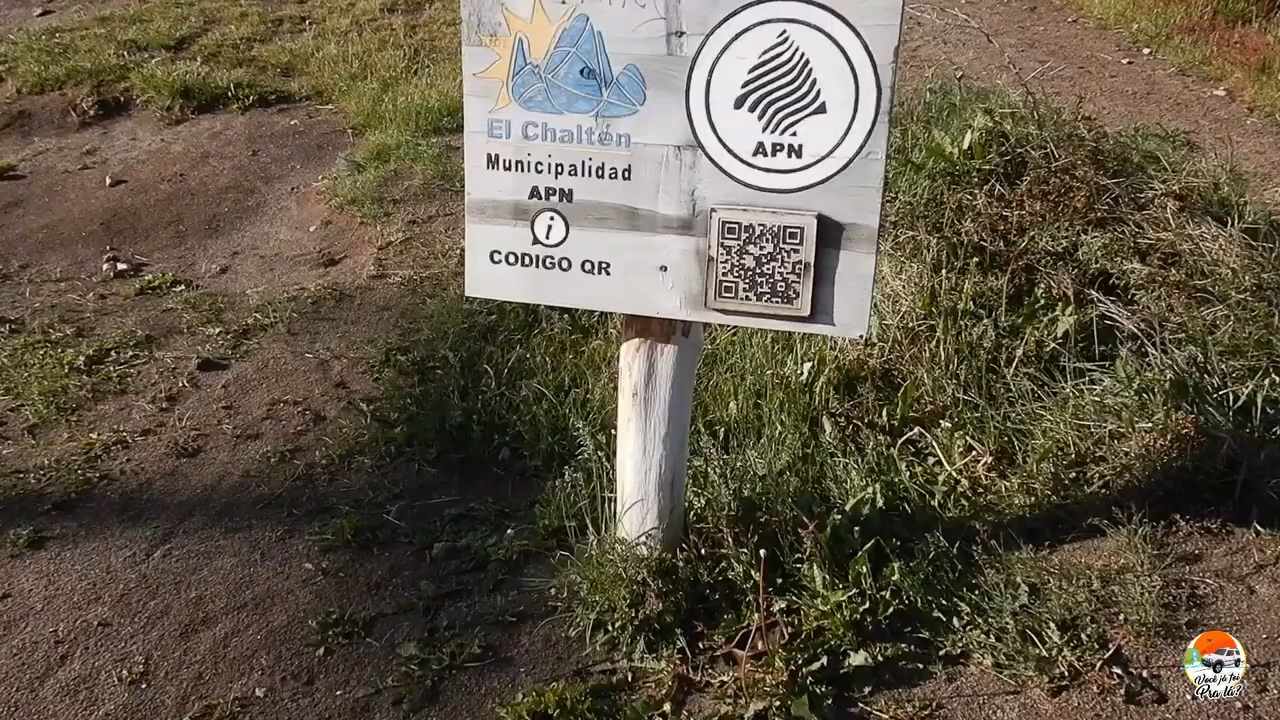 El Chaltén
Municipalidad
APN
i
CODIGO QR
APN
Você já foi
Pra lá?